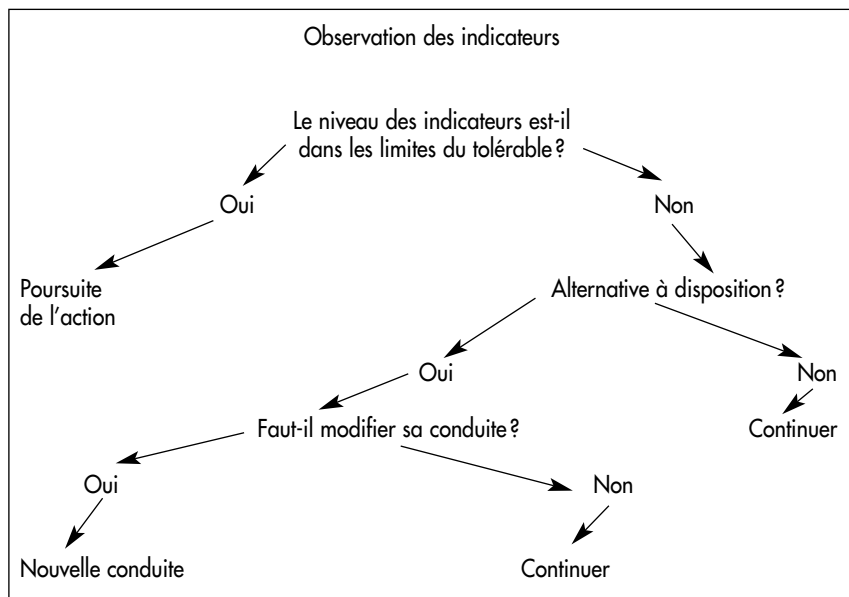 Observation des indicateurs
Le niveau des indicateurs est-il
dans les limites du tolérable ?
Oui
Non
Poursuite
de l’action
Alternative à disposition ?
Oui
Non
Faut-il modifier sa conduite ?
Continuer
Oui
Non
Nouvelle conduite
Continuer